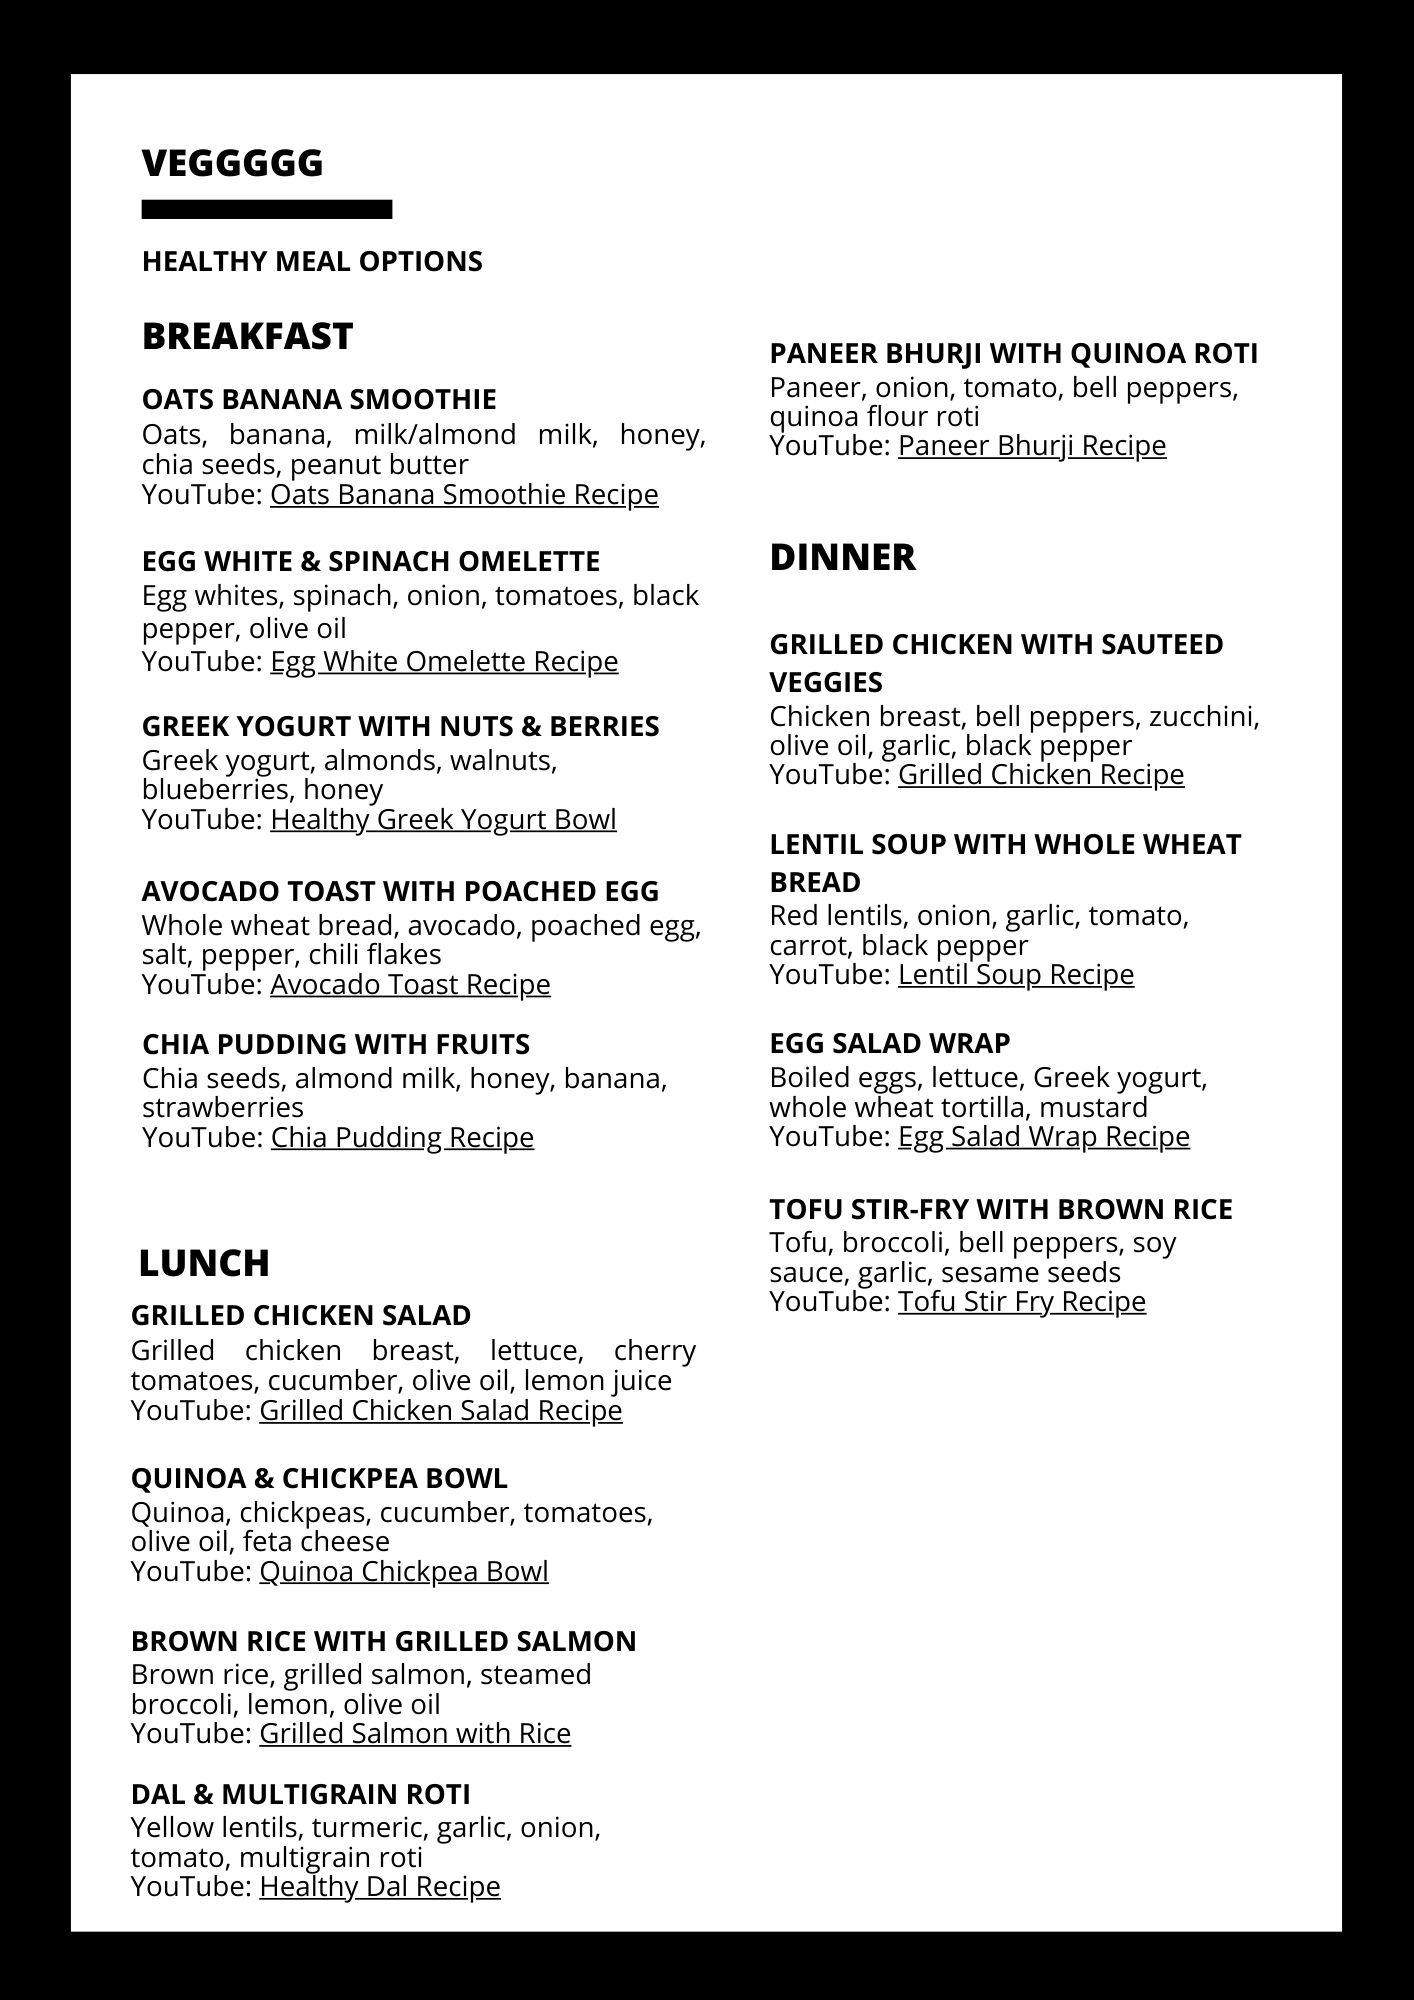 VEGGGGG
HEALTHY MEAL OPTIONS
BREAKFAST
OATS BANANA SMOOTHIE
Oats, banana, milk/almond milk, honey,
chia seeds, peanut butter
YouTube: Oats Banana Smoothie Recipe
EGG WHITE & SPINACH OMELETTE
Egg whites, spinach, onion, tomatoes, black
pepper, olive oil
YouTube: Egg White Omelette Recipe
GREEK YOGURT WITH NUTS & BERRIES
Greek yogurt, almonds, walnuts,
blueberries, honey
YouTube: Healthy Greek Yogurt Bowl
AVOCADO TOAST WITH POACHED EGG
Whole wheat bread, avocado, poached egg,
salt, pepper, chili flakes
YouTube: Avocado Toast Recipe
CHIA PUDDING WITH FRUITS
Chia seeds, almond milk, honey, banana,
strawberries
YouTube: Chia Pudding Recipe
LUNCH
GRILLED CHICKEN SALAD
Grilled chicken breast, lettuce, cherry
tomatoes, cucumber, olive oil, lemon juice
YouTube: Grilled Chicken Salad Recipe
QUINOA & CHICKPEA BOWL
Quinoa, chickpeas, cucumber, tomatoes,
olive oil, feta cheese
YouTube: Quinoa Chickpea Bowl
BROWN RICE WITH GRILLED SALMON
Brown rice, grilled salmon, steamed
broccoli, lemon, olive oil
YouTube: Grilled Salmon with Rice
DAL & MULTIGRAIN ROTI
Yellow lentils, turmeric, garlic, onion,
tomato, multigrain roti
YouTube: Healthy Dal Recipe
PANEER BHURJI WITH QUINOA ROTI
Paneer, onion, tomato, bell peppers,
quinoa flour roti
YouTube: Paneer Bhurji Recipe
DINNER
GRILLED CHICKEN WITH SAUTEED
VEGGIES
Chicken breast, bell peppers, zucchini,
olive oil, garlic, black pepper
YouTube: Grilled Chicken Recipe
LENTIL SOUP WITH WHOLE WHEAT
BREAD
Red lentils, onion, garlic, tomato,
carrot, black pepper
YouTube: Lentil Soup Recipe
EGG SALAD WRAP
Boiled eggs, lettuce, Greek yogurt,
whole wheat tortilla, mustard
YouTube: Egg Salad Wrap Recipe
TOFU STIR-FRY WITH BROWN RICE
Tofu, broccoli, bell peppers, soy
sauce, garlic, sesame seeds
YouTube: Tofu Stir Fry Recipe